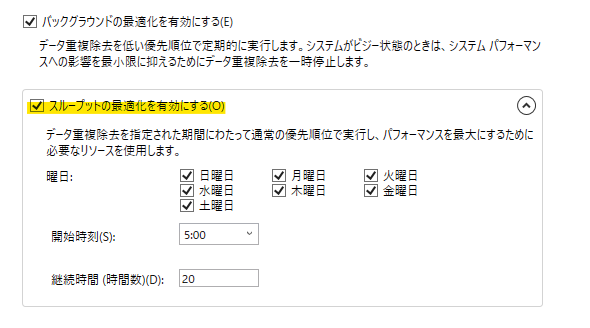 バックグラウンドの最適化を有効にする(E)
データ重複除去を低い優先順位で定期的に実行します。システムがビジー状態のときは、システム パフォーマン
スへの影響を最小限に抑えるためにデータ重複除去を一時停止します。
スループットの最適化を有効にする(O)
データ重複除去を指定された期間にわたって通常の優先順位で実行し、パフォーマンスを最大にするために
必要なリソースを使用します。
曜日: 日曜日 月曜日 火曜日
水曜日 木曜日 金曜日
土曜日
開始時刻(S): 5:00
継続時間 (時間数)(D): 20